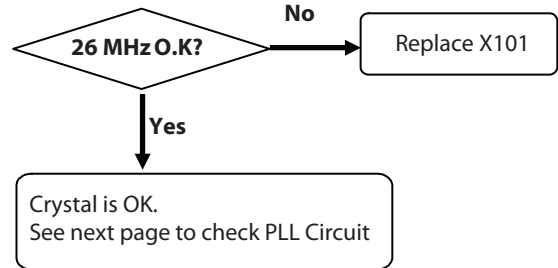 No
26 MHz O.K?
Replace X101
Yes
Crystal is OK.
See next page to check PLL Circuit